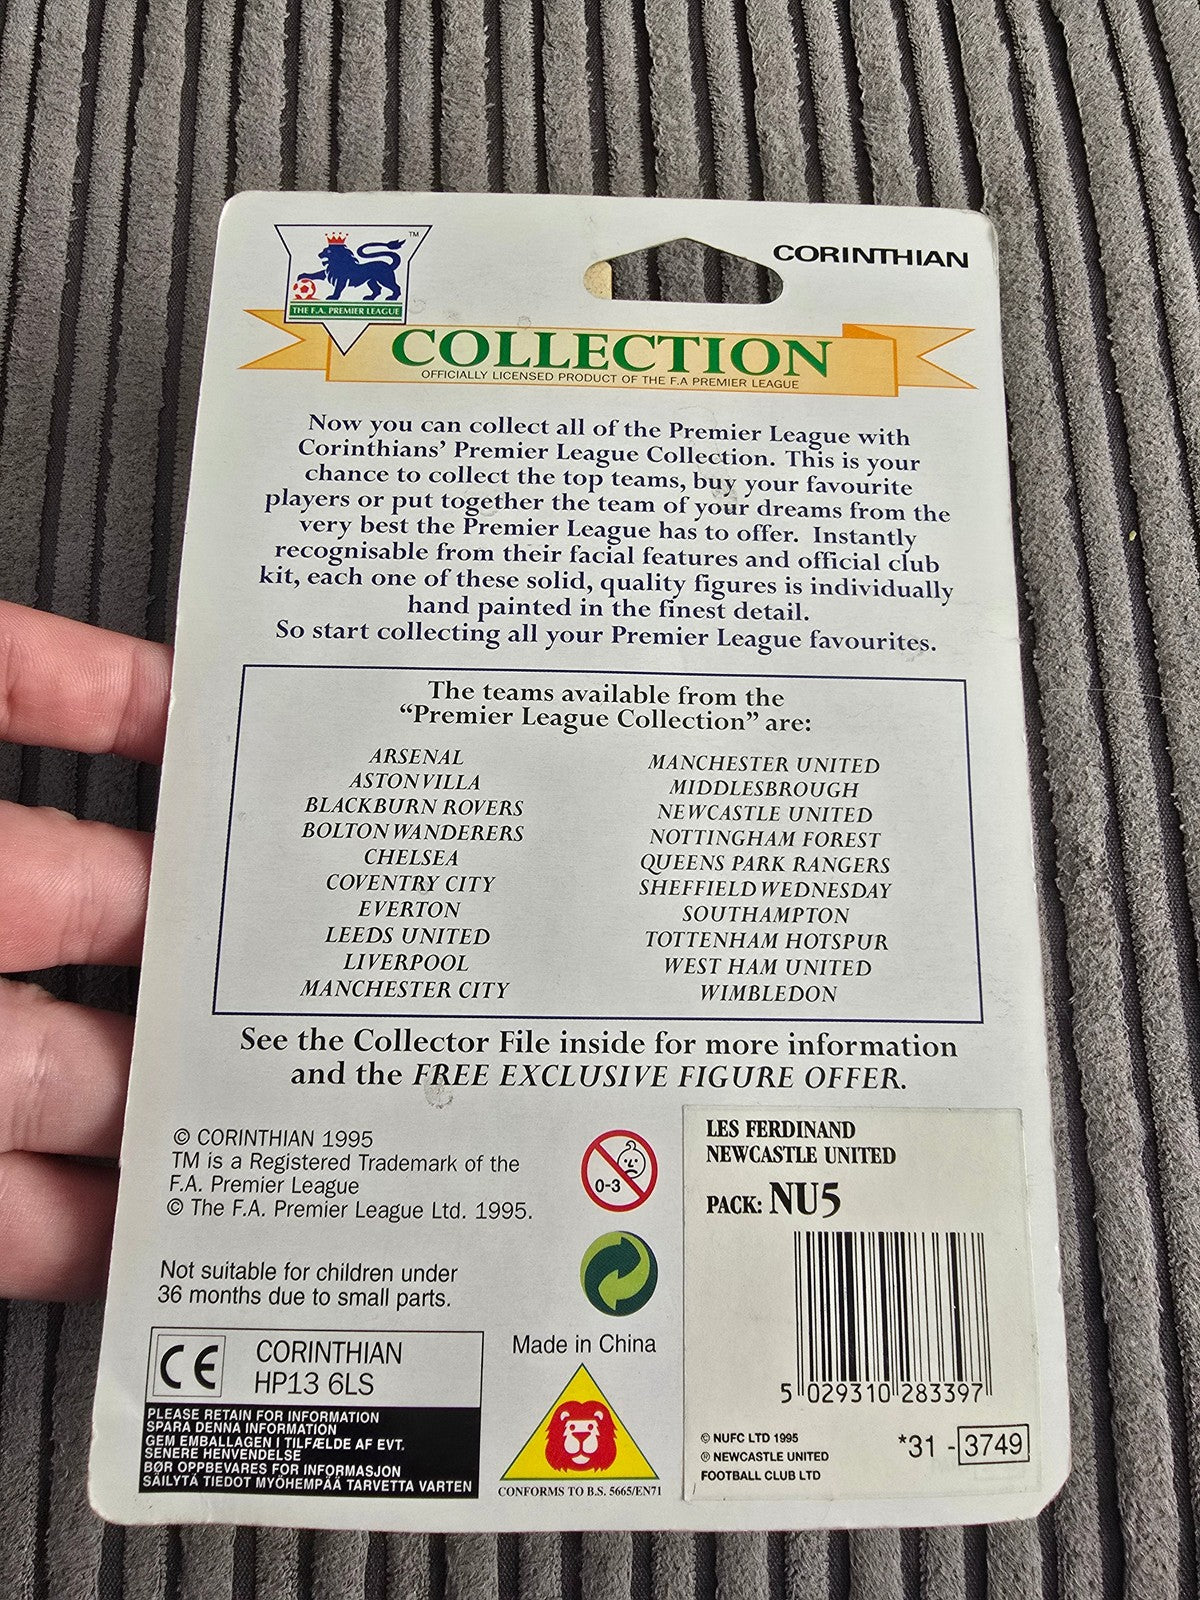 TM
THE F.A. PREMIER LEAGUE
CORINTHIAN
COLLECTION
OFFICIALLY LICENSED PRODUCT OF THE F.A PREMIER LEAGUE
Now you can collect all of the Premier League with
Corinthians' Premier League Collection. This is your
chance to collect the top teams, buy your favourite
players or put together the team of your dreams from the
very best the Premier League has to offer. Instantly
recognisable from their facial features and official club
kit, each one of these solid, quality figures is individually
hand painted in the finest detail.
So start collecting all your Premier League favourites.
The teams available from the
“Premier League Collection” are:
ARSENAL
ASTON VILLA
BLACKBURN ROVERS
BOLTON WANDERERS
CHELSEA
COVENTRY CITY
EVERTON
LEEDS UNITED
LIVERPOOL
MANCHESTER CITY
MANCHESTER UNITED
MIDDLESBROUGH
NEWCASTLE UNITED
NOTTINGHAM FOREST
QUEENS PARK RANGERS
SHEFFIELD WEDNESDAY
SOUTHAMPTON
TOTTENHAM HOTSPUR
WEST HAM UNITED
WIMBLEDON
See the Collector File inside for more information
and the FREE EXCLUSIVE FIGURE OFFER.
© CORINTHIAN 1995
TM is a Registered Trademark of the
F.A. Premier League
© The F.A. Premier League Ltd. 1995.
Not suitable for children under
36 months due to small parts.
CE
CORINTHIAN
HP13 6LS
PLEASE RETAIN FOR INFORMATION
SPARA DENNA INFORMATION
GEM EMBALLAGEN I TILFÆLDE AF EVT.
SENERE HENVENDELSE
BØR OPPBEVARES FOR INFORMASJON
SÄILYTÄ TIEDOT MYÖHEMPÄÄ TARVETTA VARTEN
0-3
Made in China
CONFORMS TO B.S. 5665/EN71
LES FERDINAND
NEWCASTLE UNITED
PACK: NU5
5 029310 283397
© NUFC LTD 1995
® NEWCASTLE UNITED
FOOTBALL CLUB LTD
*31 - 3749